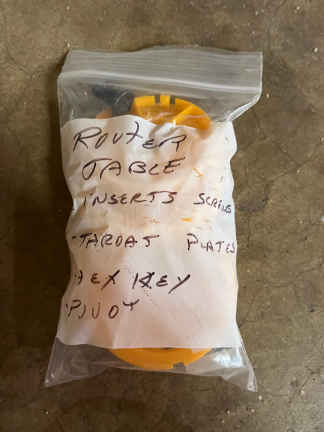 ROUTER
TABLE
INSERTS SCREWS
THROAT PLATES
HEX KEY
PIVOT